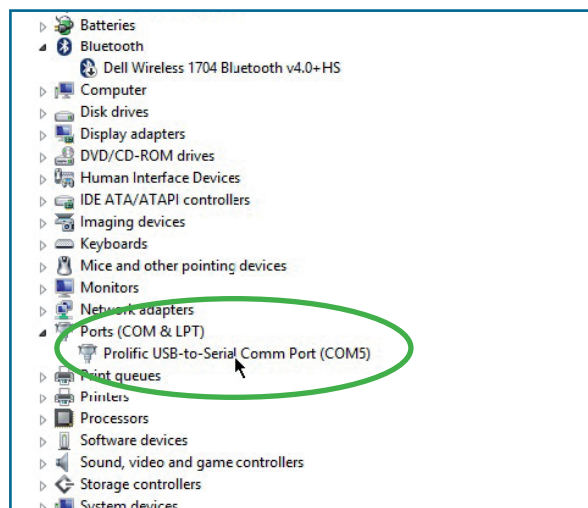 Batteries
Bluetooth
Dell Wireless 1704 Bluetooth v4.0+HS
Computer
Disk drives
Display adapters
DVD/CD-ROM drives
Human Interface Devices
IDE ATA/ATAPI controllers
Imaging devices
Keyboards
Mice and other pointing devices
Monitors
Network adapters
Ports (COM & LPT)
Prolific USB-to-Serial Comm Port (COM5)
Print queues
Printers
Processors
Software devices
Sound, video and game controllers
Storage controllers
System devices